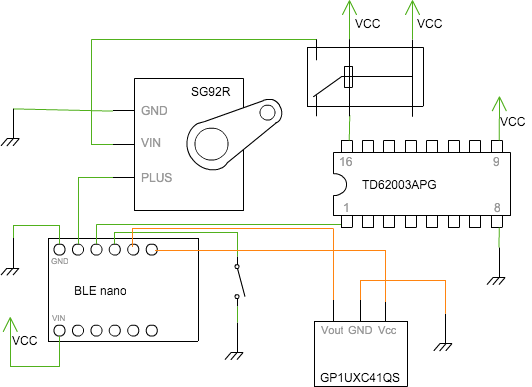 VCC VCC
SG92R
GND
VCC
VIN
16 9
TD62003APG
PLUS
1 8
GND
BLE nano
VIN
VCC
Vout GND Vcc
GP1UXC41QS